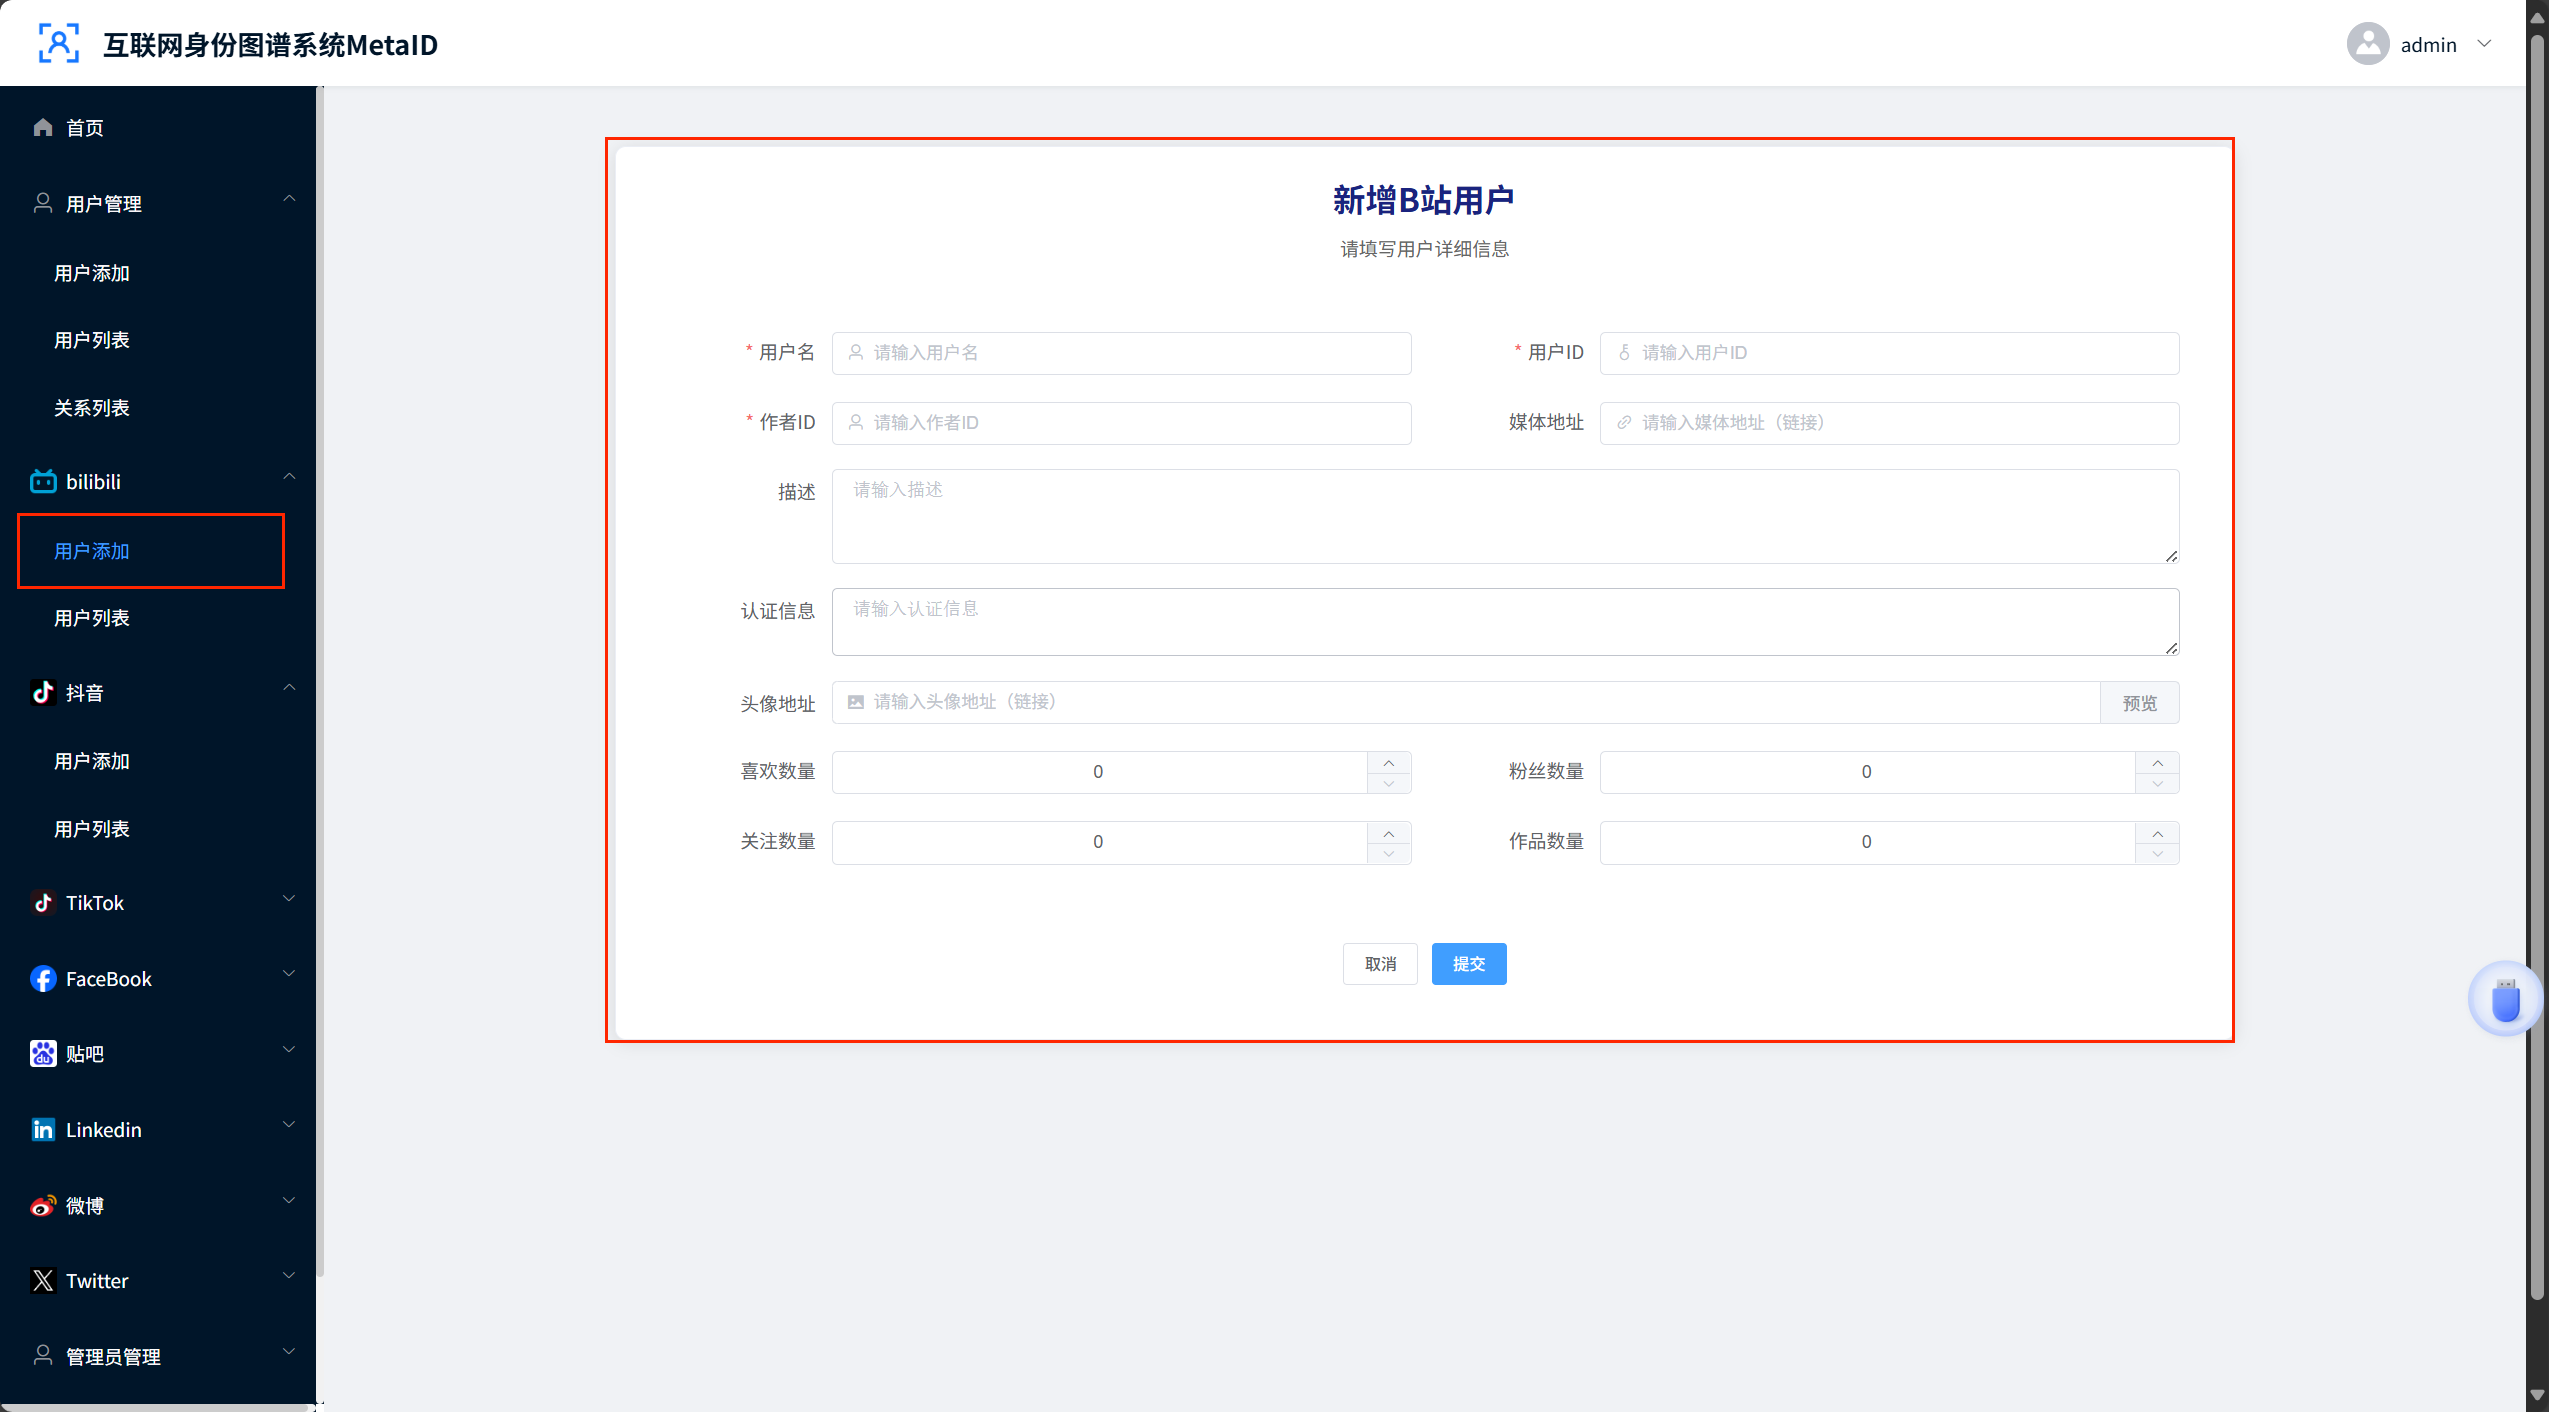 互联网身份图谱系统MetaID
admin
首页
用户管理
用户添加
用户列表
关系列表
bilibili
用户添加
用户列表
抖音
用户添加
用户列表
TikTok
FaceBook
贴吧
Linkedin
微博
Twitter
管理员管理
新增B站用户
请填写用户详细信息
* 用户名 请输入用户名
* 用户ID 请输入用户ID
* 作者ID 请输入作者ID
媒体地址 请输入媒体地址（链接）
描述 请输入描述
认证信息 请输入认证信息
头像地址 请输入头像地址（链接） 预览
喜欢数量 0
粉丝数量 0
关注数量 0
作品数量 0
取消 提交